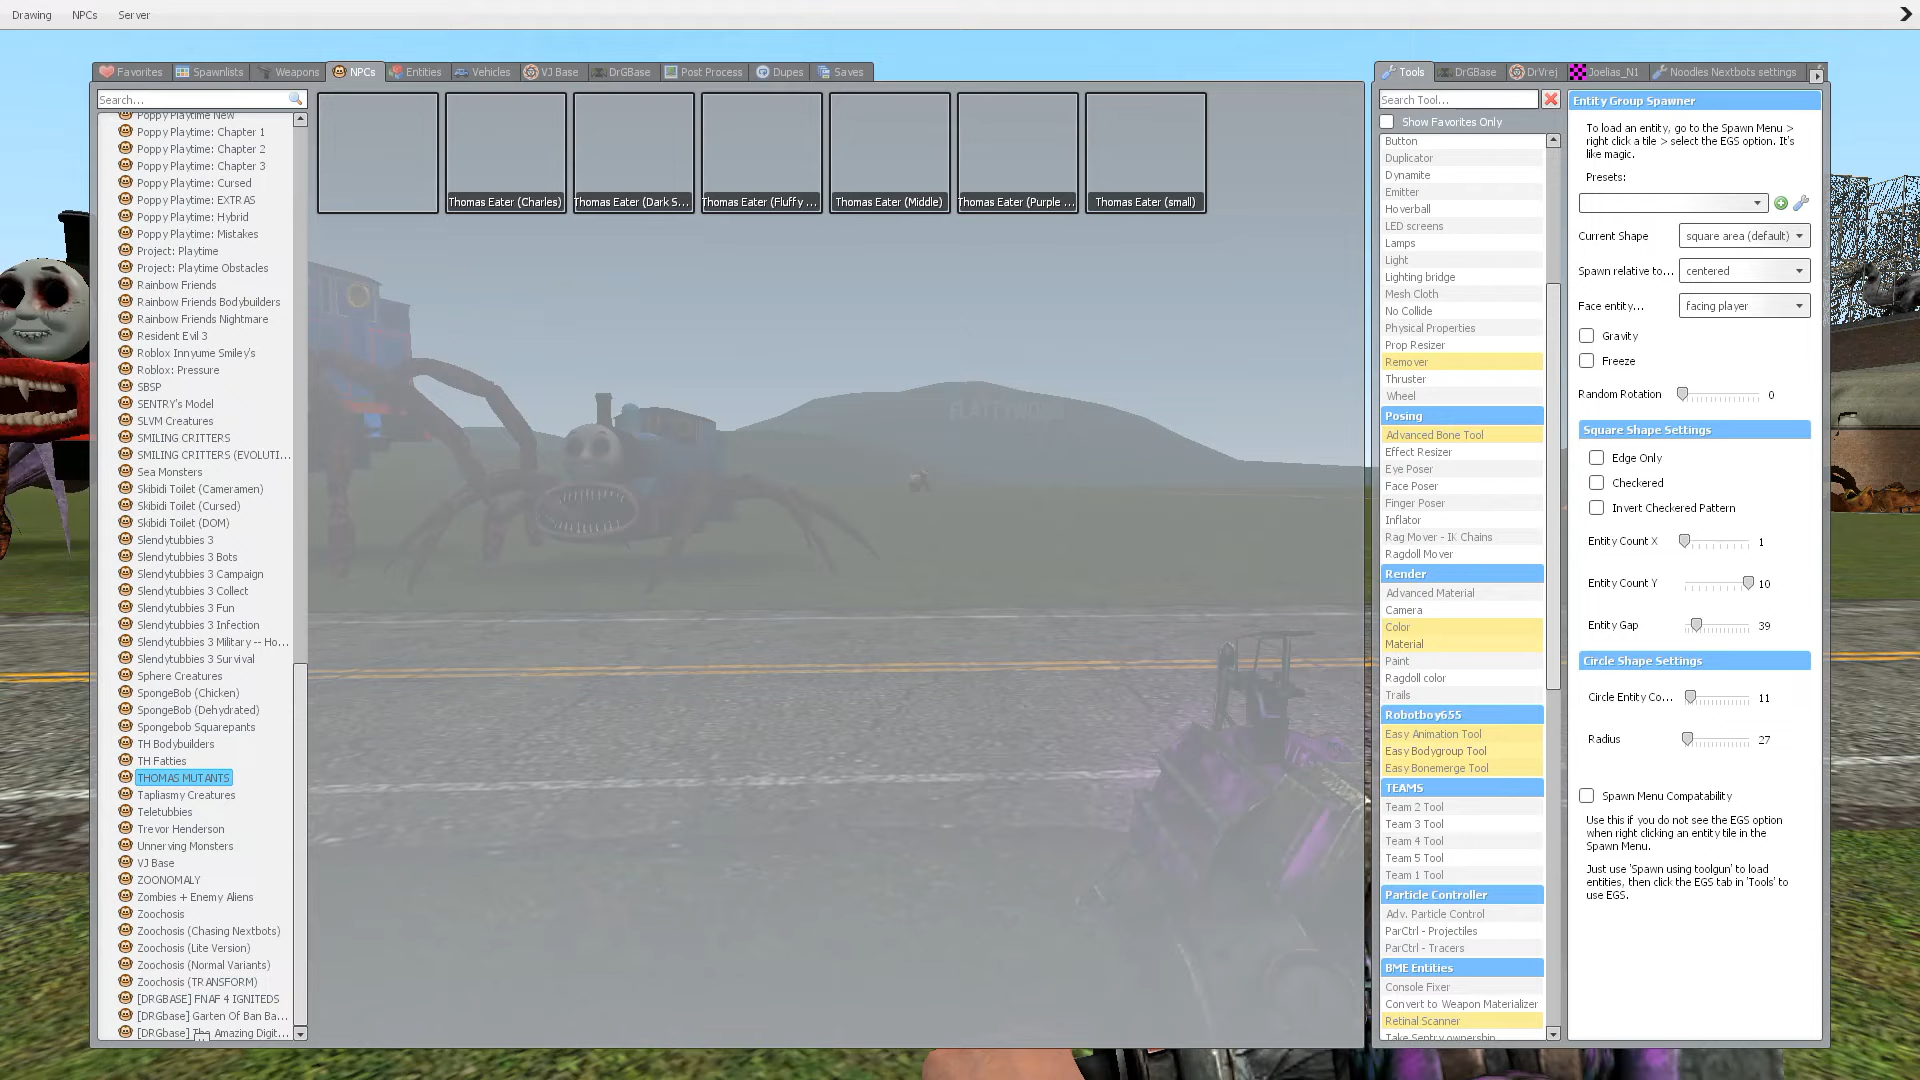 Drawing NPCs Server
Favorites Spawnlists Weapons NPCs Entities Vehicles VJ Base DrGBase Post Process Dupes Saves
Search...
Poppy Playtime New
Poppy Playtime: Chapter 1
Poppy Playtime: Chapter 2
Poppy Playtime: Chapter 3
Poppy Playtime: Cursed
Poppy Playtime: EXTRAS
Poppy Playtime: Hybrid
Poppy Playtime: Mistakes
Project: Playtime
Project: Playtime Obstacles
Rainbow Friends
Rainbow Friends Bodybuilders
Rainbow Friends Nightmare
Resident Evil 3
Roblox Innyume Smiley's
Roblox: Pressure
SBSP
SENTRY's Model
SLVM Creatures
SMILING CRITTERS
SMILING CRITTERS (EVOLUTI...
Sea Monsters
Skibidi Toilet (Cameramen)
Skibidi Toilet (Cursed)
Skibidi Toilet (DOM)
Slendytubbies 3
Slendytubbies 3 Bots
Slendytubbies 3 Campaign
Slendytubbies 3 Collect
Slendytubbies 3 Fun
Slendytubbies 3 Infection
Slendytubbies 3 Military -- Ho...
Slendytubbies 3 Survival
Sphere Creatures
SpongeBob (Chicken)
SpongeBob (Dehydrated)
Spongebob Squarepants
TH Bodybuilders
TH Fatties
THOMAS MUTANTS
Tapliasmy Creatures
Teletubbies
Trevor Henderson
Unnerving Monsters
VJ Base
ZOONOMALY
Zombies + Enemy Aliens
Zoochosis
Zoochosis (Chasing Nextbots)
Zoochosis (Lite Version)
Zoochosis (Normal Variants)
Zoochosis (TRANSFORM)
[DRGBASE] FNAF 4 IGNITEDS
[DRGbase] Garten Of Ban Ba...
[DRGbase] The Amazing Digit...
Thomas Eater (Charles)
Thomas Eater (Dark S...
Thomas Eater (Fluffy ...
Thomas Eater (Middle)
Thomas Eater (Purple ...
Thomas Eater (small)
Tools DrGBase DrVrej Joelias_N1 Noodles Nextbots settings
Search Tool...
Show Favorites Only
Button
Duplicator
Dynamite
Emitter
Hoverball
LED screens
Lamps
Light
Lighting bridge
Mesh Cloth
No Collide
Physical Properties
Prop Resizer
Remover
Thruster
Wheel
Posing
Advanced Bone Tool
Effect Resizer
Eye Poser
Face Poser
Finger Poser
Inflator
Rag Mover - IK Chains
Ragdoll Mover
Render
Advanced Material
Camera
Color
Material
Paint
Ragdoll color
Trails
Robotboy655
Easy Animation Tool
Easy Bodygroup Tool
Easy Bonemerge Tool
TEAMS
Team 2 Tool
Team 3 Tool
Team 4 Tool
Team 5 Tool
Team 1 Tool
Particle Controller
Adv. Particle Control
ParCtrl - Projectiles
ParCtrl - Tracers
BME Entities
Console Fixer
Convert to Weapon Materializer
Retinal Scanner
Take Sentry ownership
Entity Group Spawner
To load an entity, go to the Spawn Menu >
right click a tile > select the EGS option. It's
like magic.
Presets:
Current Shape square area (default)
Spawn relative to... centered
Face entity... facing player
Gravity
Freeze
Random Rotation 0
Square Shape Settings
Edge Only
Checkered
Invert Checkered Pattern
Entity Count X 1
Entity Count Y 10
Entity Gap 39
Circle Shape Settings
Circle Entity Co... 11
Radius 27
Spawn Menu Compatability
Use this if you do not see the EGS option
when right clicking an entity tile in the
Spawn Menu.
Just use 'Spawn using toolgun' to load
entities, then click the EGS tab in 'Tools' to
use EGS.